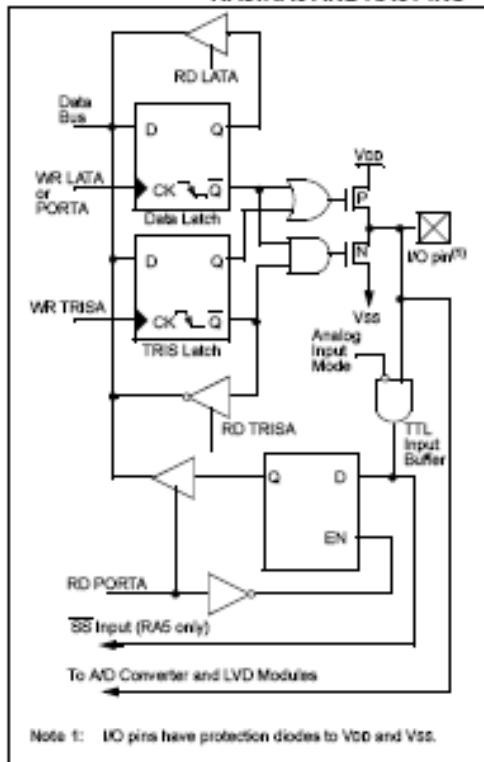 RD LATA
Data
Bus
D Q
WR LATA
or
PORTA
CK Q
Data Latch
VDD
P
I/O pin(1)
N
D Q
WR TRISA
CK Q
TRIS Latch
VSS
Analog
Input
Mode
TTL
Input
Buffer
RD TRISA
Q D
EN
RD PORTA
SS Input (RA5 only)
To A/D Converter and LVD Modules
Note 1: I/O pins have protection diodes to VDD and VSS.